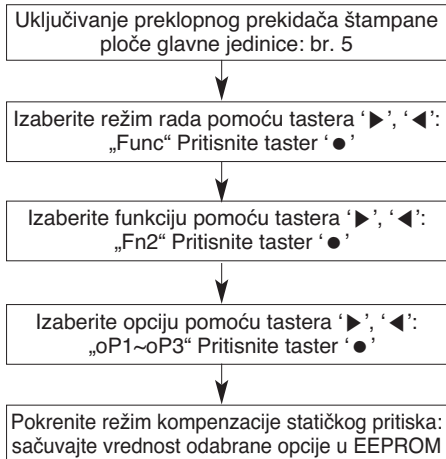 Uključivanje preklopnog prekidača štampane
ploče glavne jedinice: br. 5
Izaberite režim rada pomoću tastera ‘▶’, ‘◀’:
„Func“ Pritisnite taster ‘●’
Izaberite funkciju pomoću tastera ‘▶’, ‘◀’:
„Fn2“ Pritisnite taster ‘●’
Izaberite opciju pomoću tastera ‘▶’, ‘◀’:
„oP1~oP3“ Pritisnite taster ‘●’
Pokrenite režim kompenzacije statičkog pritiska:
sačuvajte vrednost odabrane opcije u EEPROM